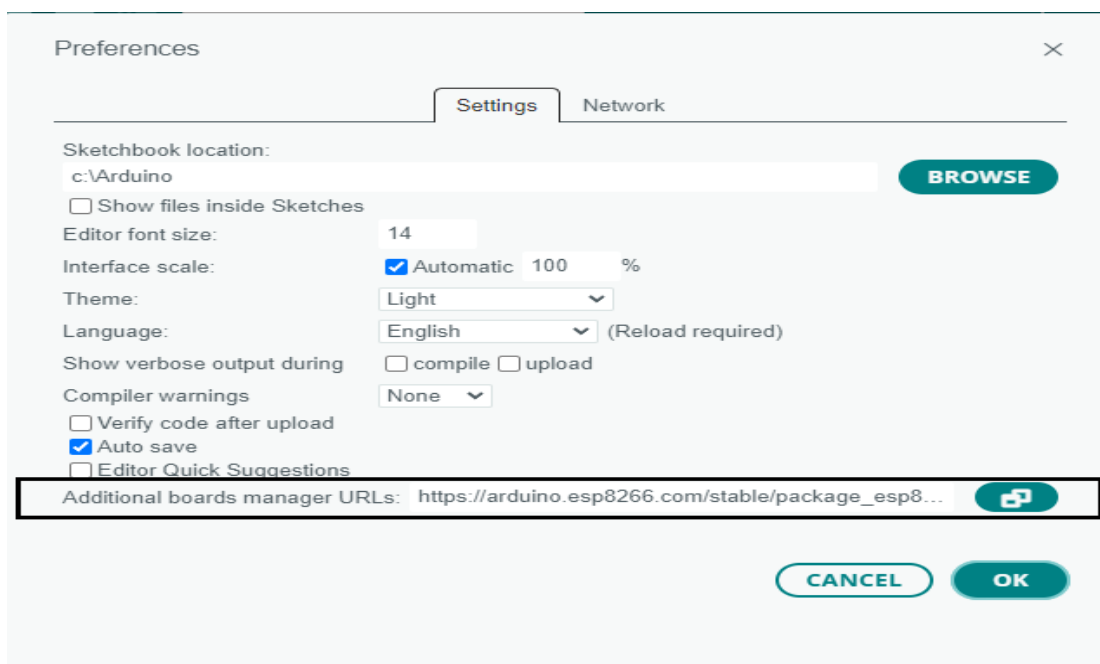 Preferences
Settings Network
Sketchbook location:
c:\Arduino BROWSE
Show files inside Sketches
Editor font size: 14
Interface scale: Automatic 100 %
Theme: Light
Language: English (Reload required)
Show verbose output during compile upload
Compiler warnings None
Verify code after upload
Auto save
Editor Quick Suggestions
Additional boards manager URLs: https://arduino.esp8266.com/stable/package_esp8...
CANCEL OK